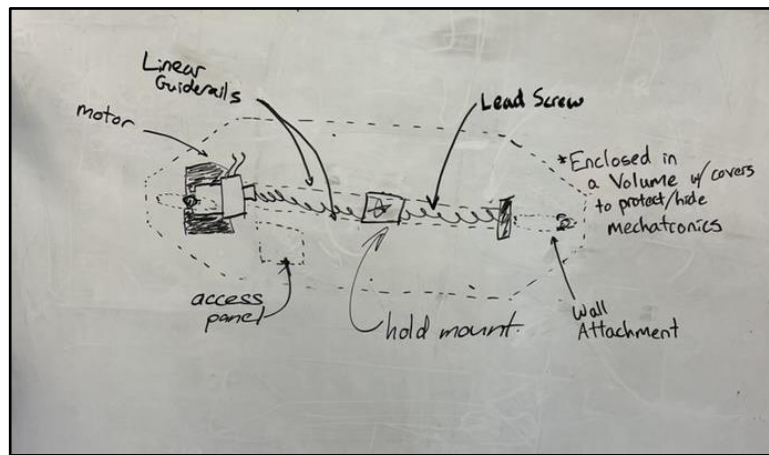 Linear
Guiderails
motor
Lead Screw
*Enclosed in
a Volume w/ covers
to protect/hide
mechatronics
access
panel
hold mount.
Wall
Attachment